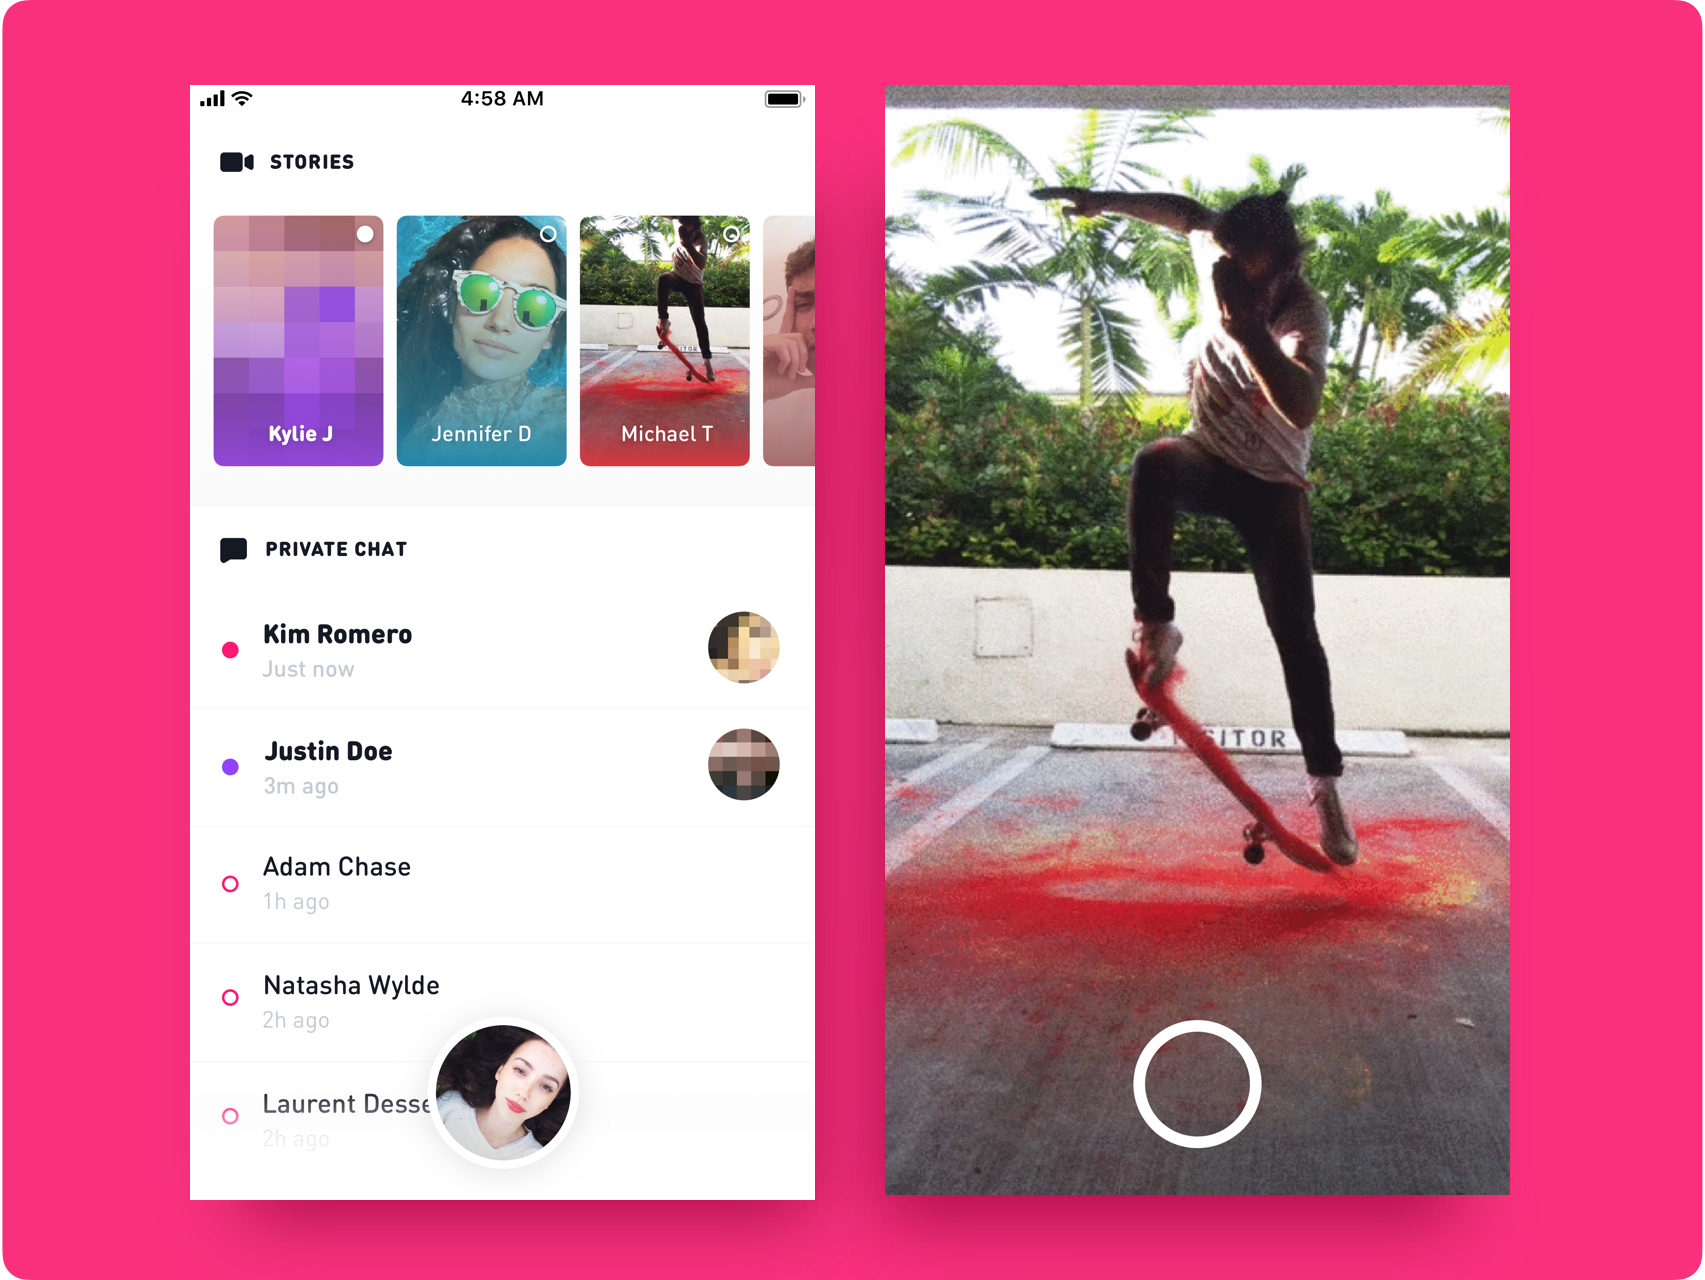 4:58 AM
STORIES
Kylie J
Jennifer D
Michael T
PRIVATE CHAT
Kim Romero
Just now
Justin Doe
3m ago
Adam Chase
1h ago
Natasha Wylde
2h ago
Laurent Desse
2h ago